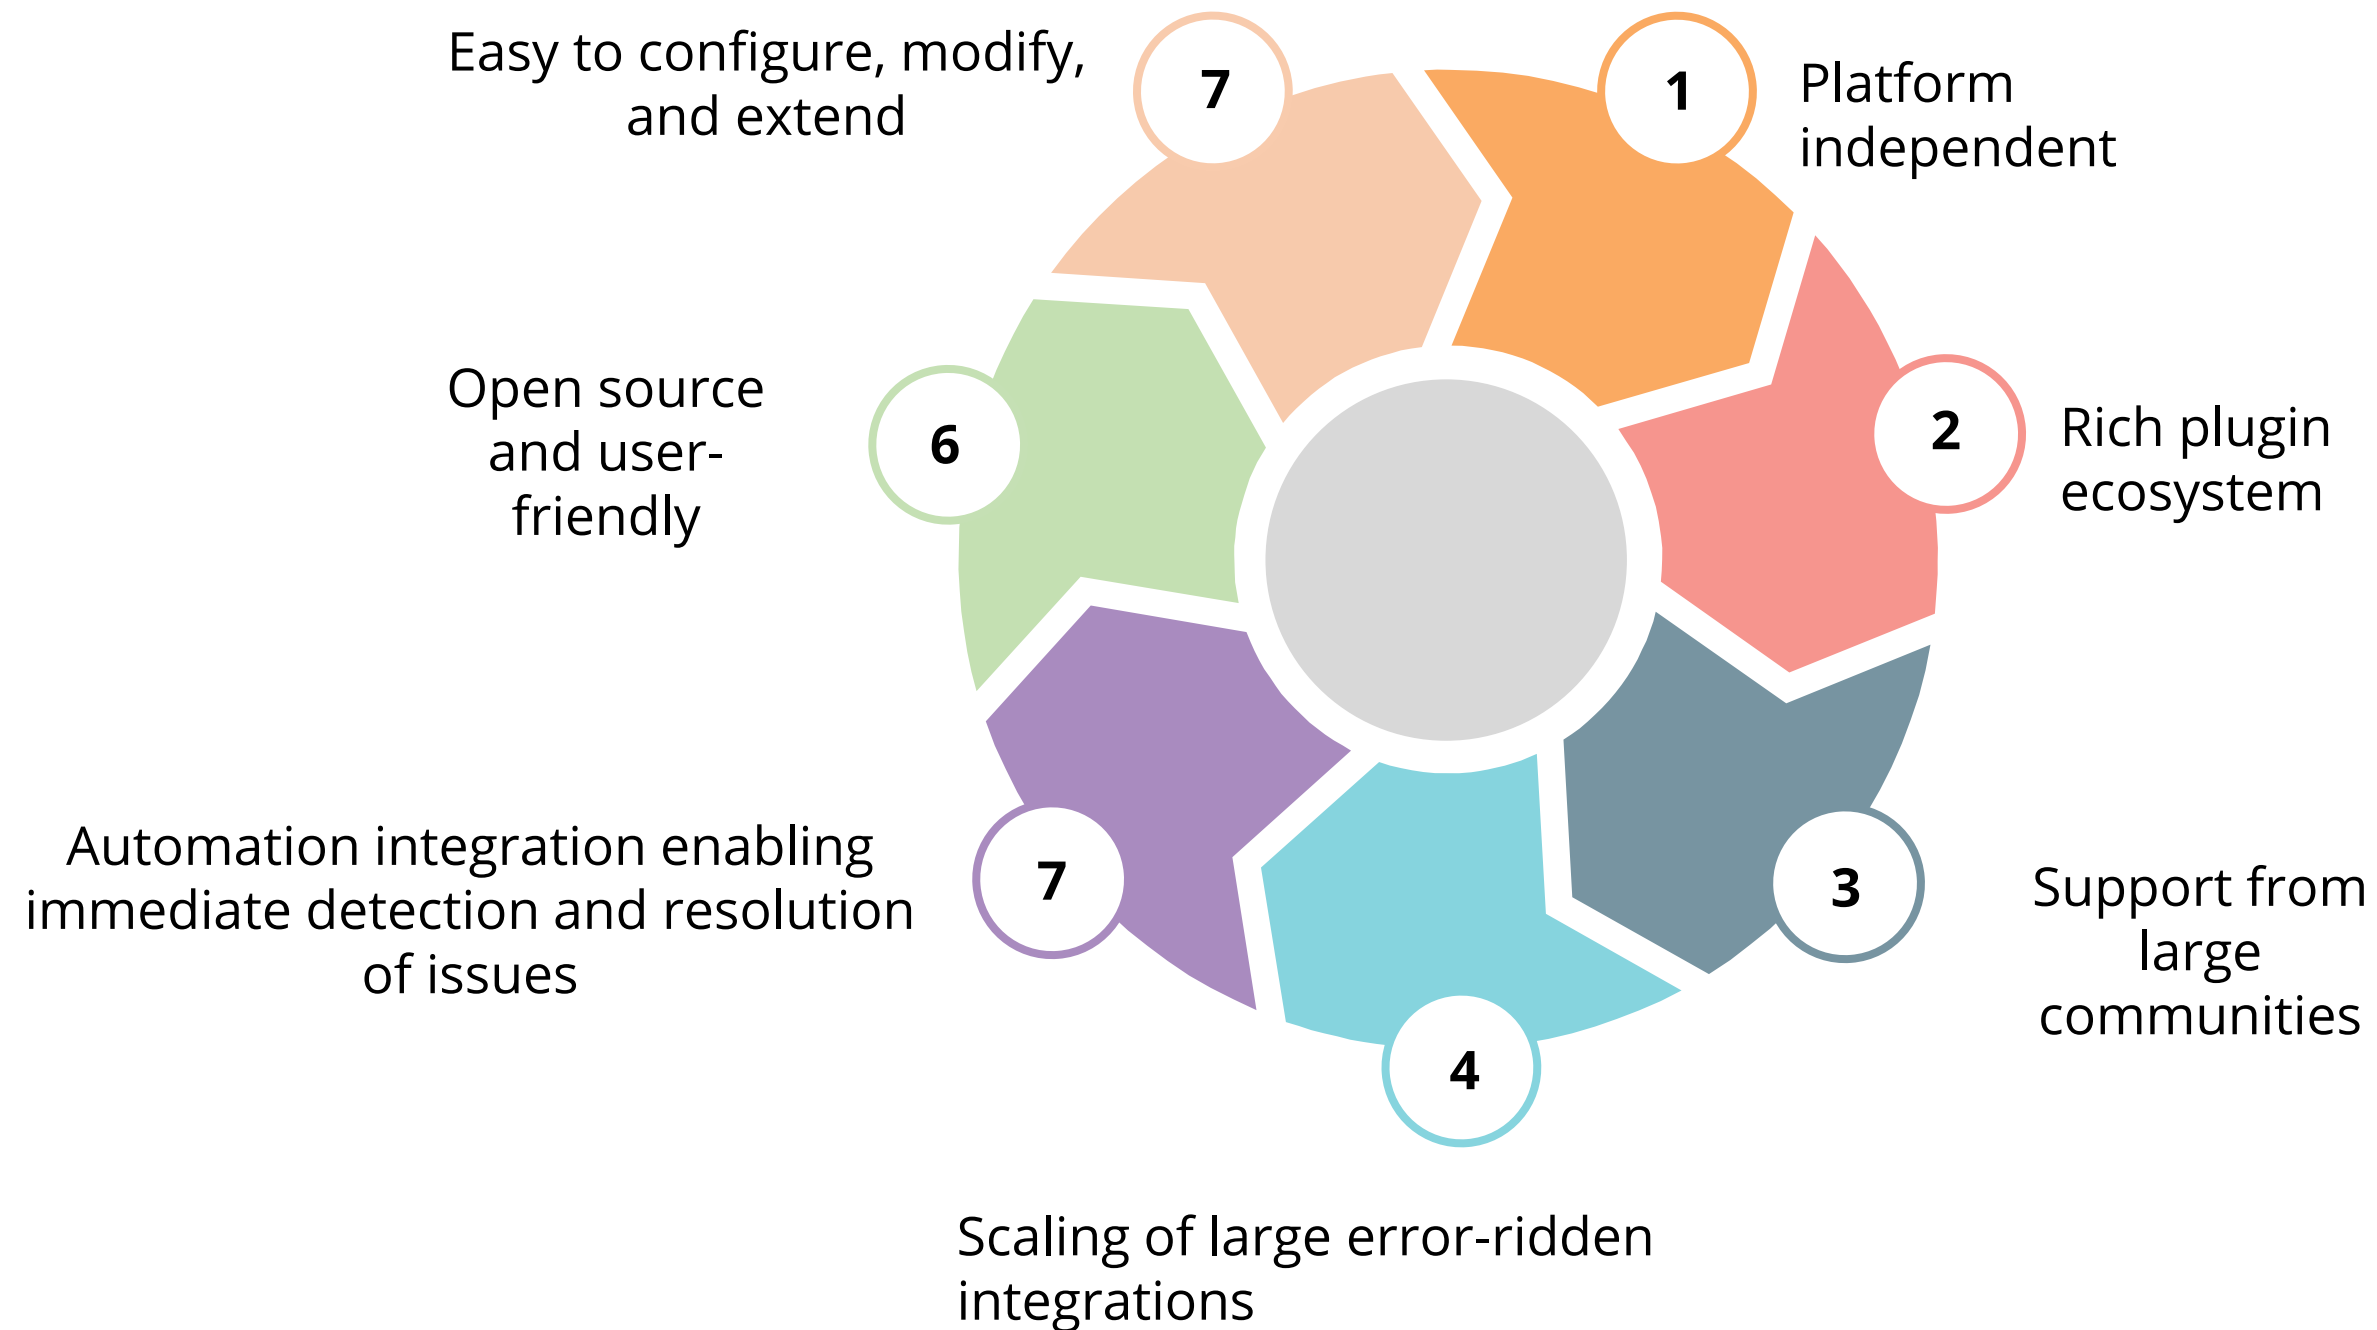 1
Platform
independent
2
Rich plugin
ecosystem
3
Support from
large
communities
4
Scaling of large error-ridden
integrations
7
Automation integration enabling
immediate detection and resolution
of issues
6
Open source
and user-
friendly
7
Easy to configure, modify,
and extend